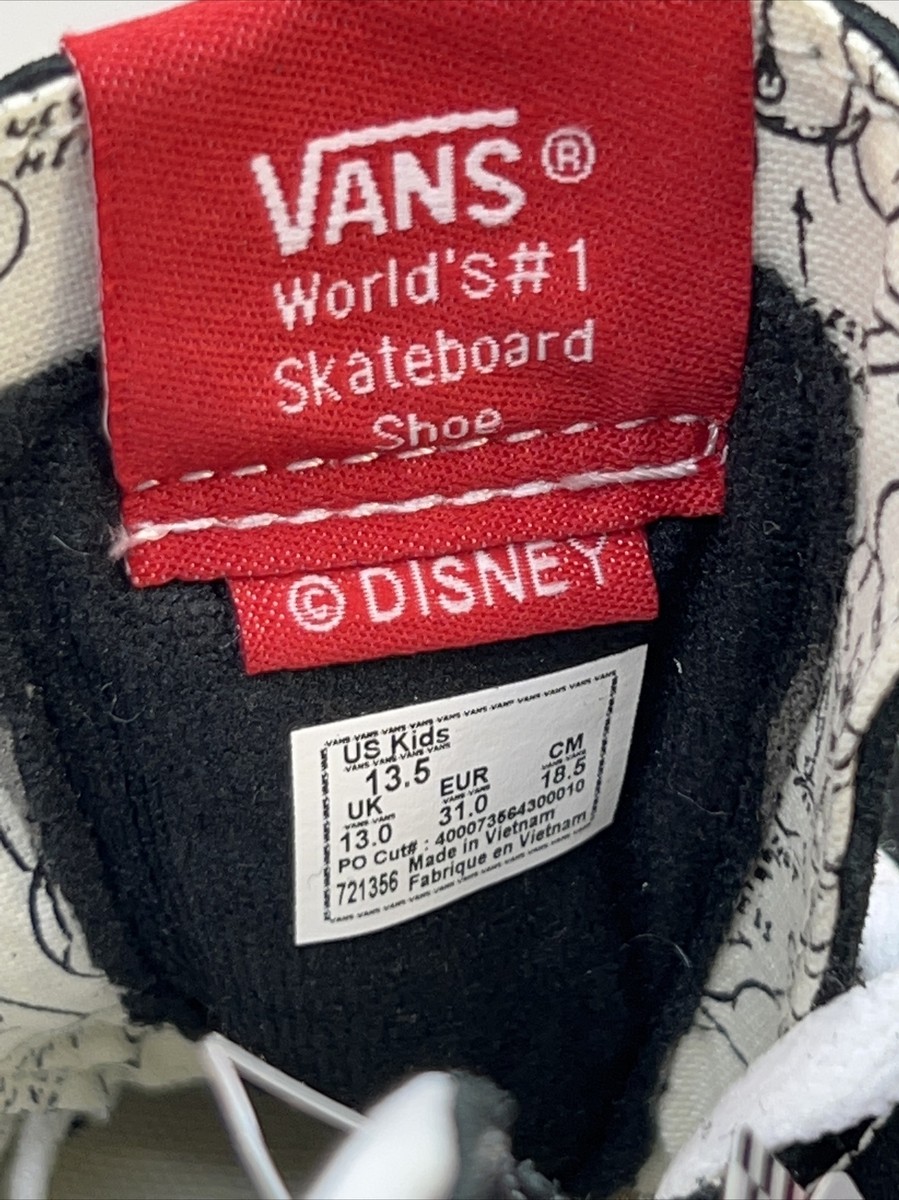 VANS®
World's #1
Skateboard
Shoe
© DISNEY
US Kids
13.5
CM
18.5
UK
13.0
EUR
31.0
PO Cut# : 400073564300010
Made in Vietnam
721356 Fabrique en Vietnam